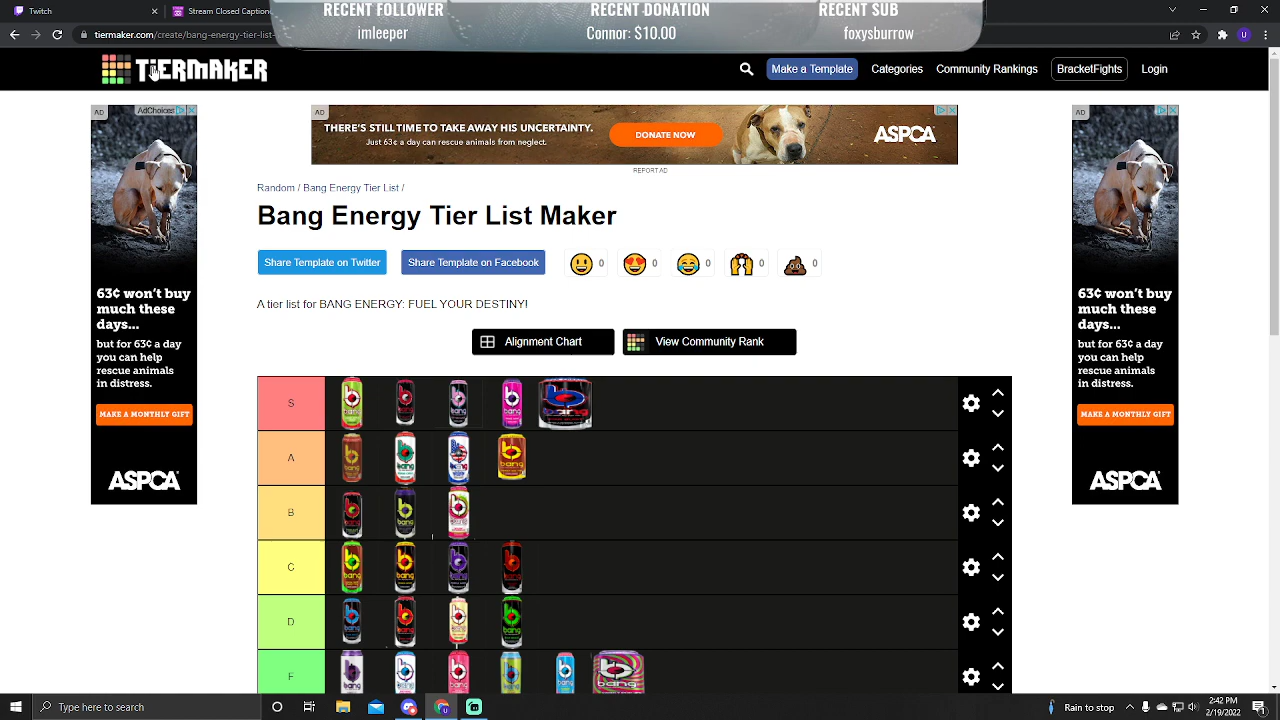 RECENT FOLLOWER
imleeper
RECENT DONATION
Connor: $10.00
RECENT SUB
foxysburrow
Twitch
Stream Closed Captione
tiermaker.com/create/bang-energy-tier-list-
TIERMAKER
Make a Template
Categories
Community Rankings
BracketFights
Login
AD
AdChoices
63¢ won't buy
much these
days...
but for 63¢ a day
you can help
rescue animals
in distress.
MAKE A MONTHLY GIFT
ASPCA
AD
THERE'S STILL TIME TO TAKE AWAY HIS UNCERTAINTY.
Just 63¢ a day can rescue animals from neglect.
DONATE NOW
ASPCA
REPORT AD
AD
63¢ won't buy
much these
days...
but for 63¢ a day
you can help
rescue animals
in distress.
MAKE A MONTHLY GIFT
ASPCA
Random / Bang Energy Tier List /
Bang Energy Tier List Maker
Share Template on Twitter
Share Template on Facebook
0
0
0
0
0
A tier list for BANG ENERGY: FUEL YOUR DESTINY!
Alignment Chart
View Community Rank
S
A
B
C
D
F
Type here to search
2:42 PM
2/19/2022